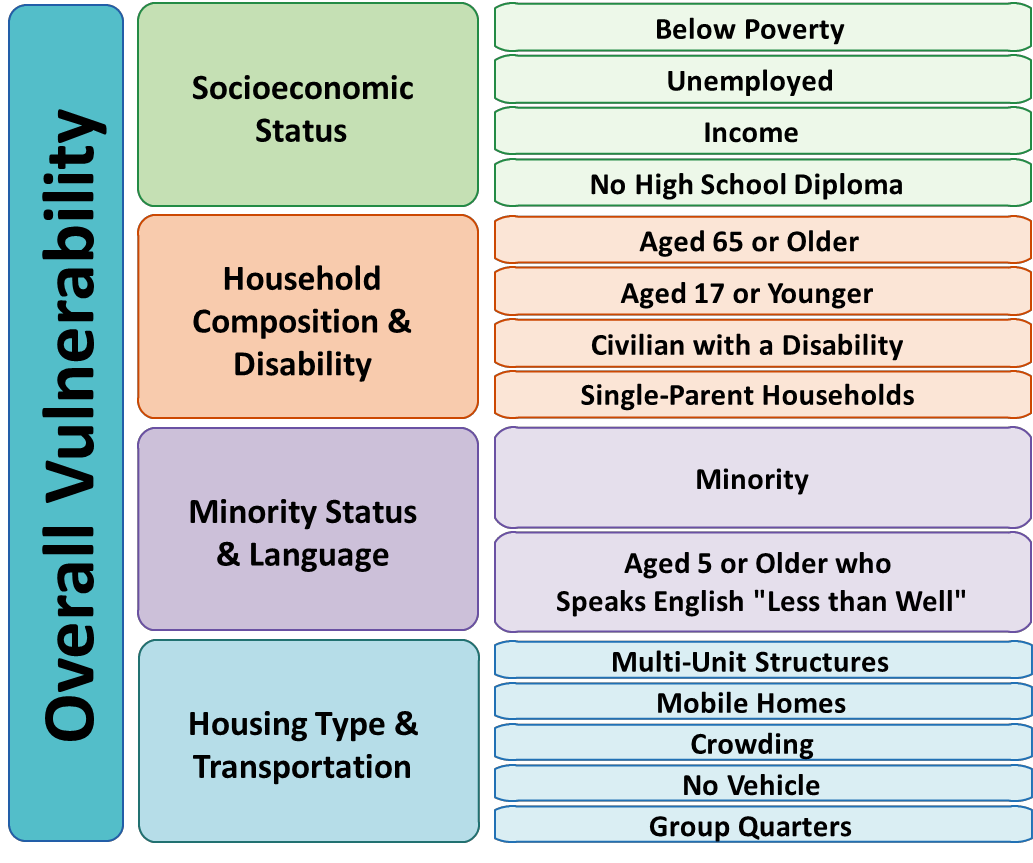 Overall Vulnerability
Socioeconomic
Status
Below Poverty
Unemployed
Income
No High School Diploma
Household
Composition &
Disability
Aged 65 or Older
Aged 17 or Younger
Civilian with a Disability
Single-Parent Households
Minority Status
& Language
Minority
Aged 5 or Older who
Speaks English "Less than Well"
Housing Type &
Transportation
Multi-Unit Structures
Mobile Homes
Crowding
No Vehicle
Group Quarters